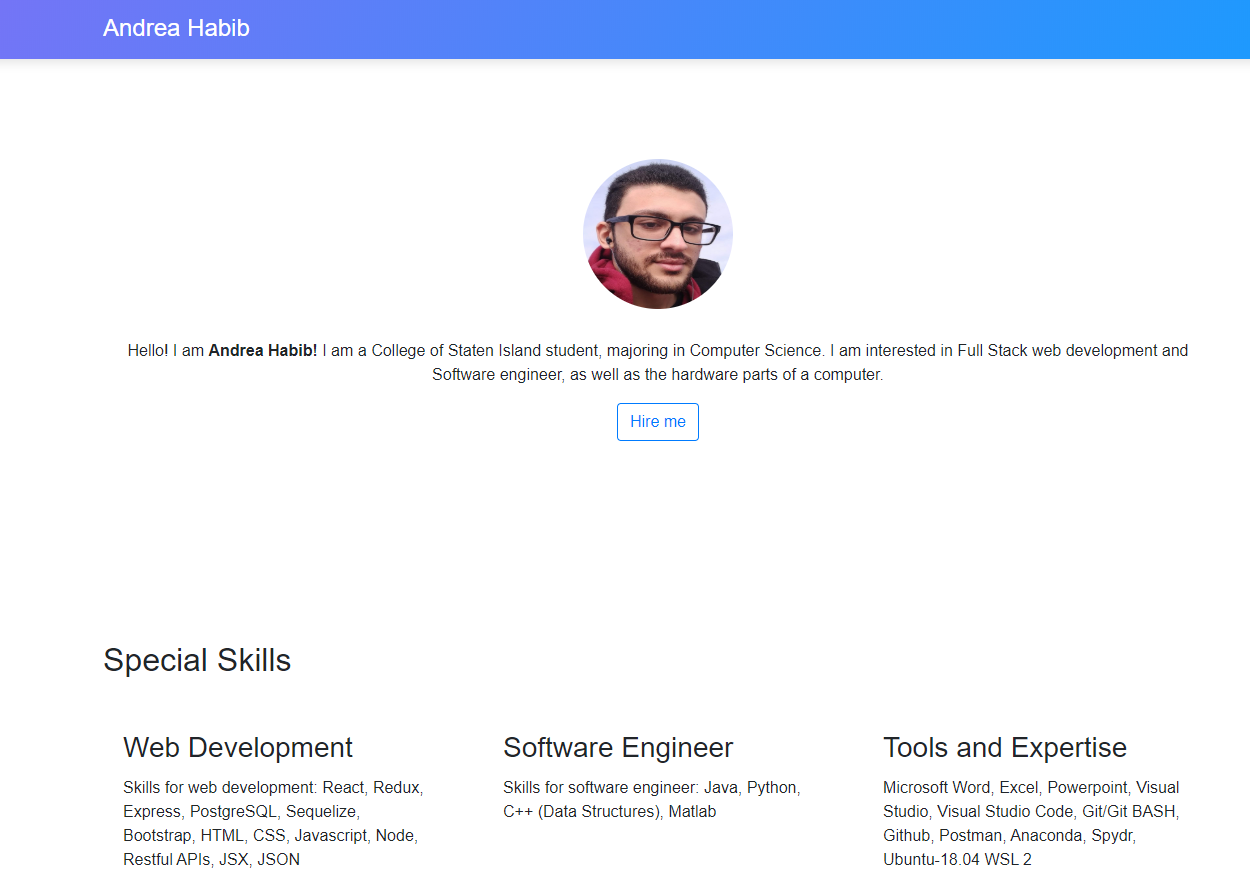 Andrea Habib
Hello! I am Andrea Habib! I am a College of Staten Island student, majoring in Computer Science. I am interested in Full Stack web development and
Software engineer, as well as the hardware parts of a computer.
Hire me
Special Skills
Web Development
Skills for web development: React, Redux,
Express, PostgreSQL, Sequelize,
Bootstrap, HTML, CSS, Javascript, Node,
Restful APIs, JSX, JSON
Software Engineer
Skills for software engineer: Java, Python,
C++ (Data Structures), Matlab
Tools and Expertise
Microsoft Word, Excel, Powerpoint, Visual
Studio, Visual Studio Code, Git/Git BASH,
Github, Postman, Anaconda, Spydr,
Ubuntu-18.04 WSL 2